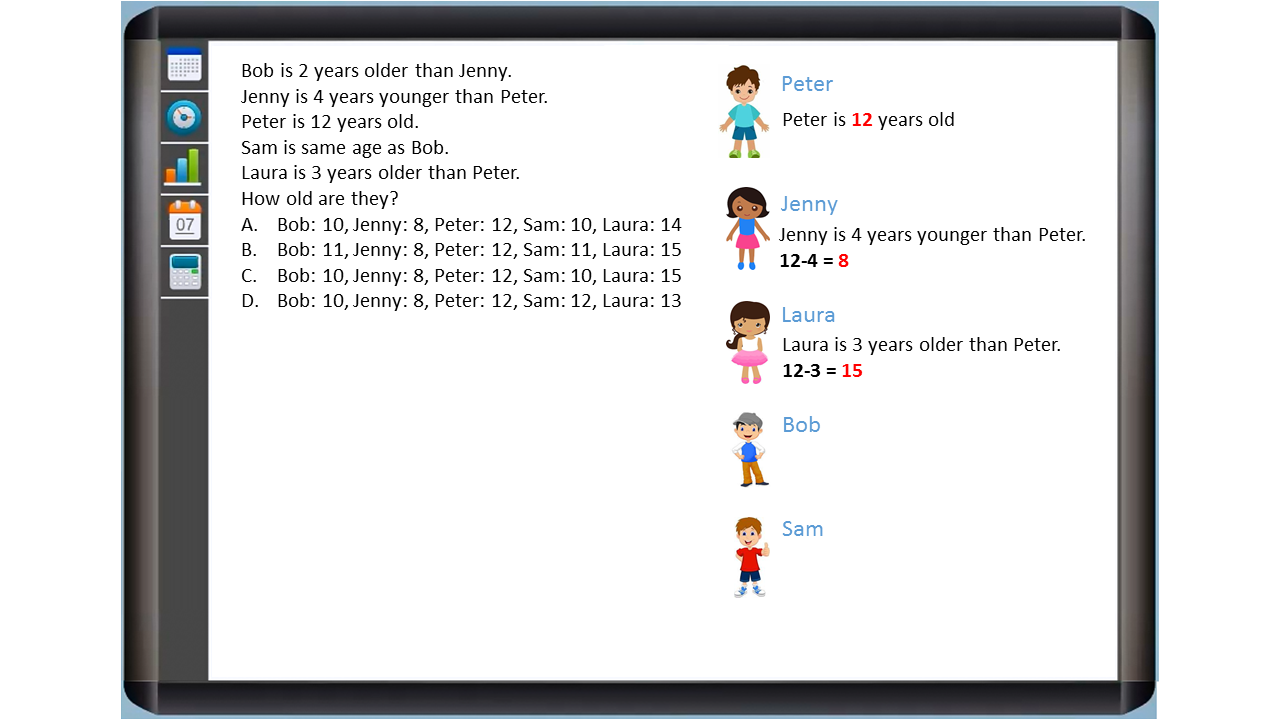 Bob is 2 years older than Jenny.
Jenny is 4 years younger than Peter.
Peter is 12 years old.
Sam is same age as Bob.
Laura is 3 years older than Peter.
How old are they?
A. Bob: 10, Jenny: 8, Peter: 12, Sam: 10, Laura: 14
B. Bob: 11, Jenny: 8, Peter: 12, Sam: 11, Laura: 15
C. Bob: 10, Jenny: 8, Peter: 12, Sam: 10, Laura: 15
D. Bob: 10, Jenny: 8, Peter: 12, Sam: 12, Laura: 13
07
Peter
Peter is 12 years old
Jenny
Jenny is 4 years younger than Peter.
12-4 = 8
Laura
Laura is 3 years older than Peter.
12-3 = 15
Bob
Sam